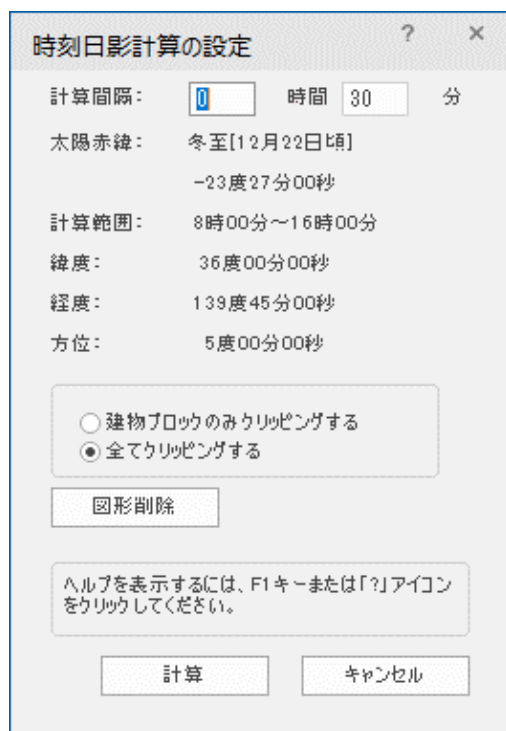 時刻日影計算の設定 ? ×
計算間隔: 0 時間 30 分
太陽赤緯: 冬至[12月22日頃]
-23度27分00秒
計算範囲: 8時00分～16時00分
緯度: 36度00分00秒
経度: 139度45分00秒
方位: 5度00分00秒
建物ブロックのみクリッピングする
全てクリッピングする
図形削除
ヘルプを表示するには、F1キーまたは「?」アイコン
をクリックしてください。
計算 キャンセル